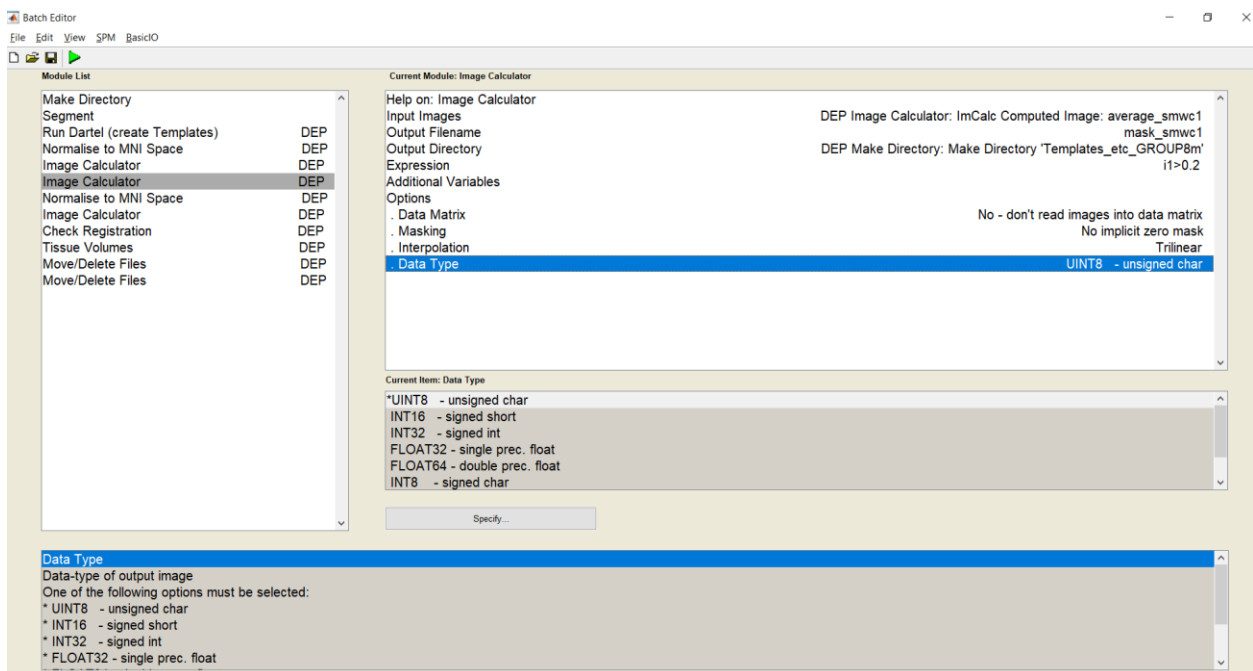 Batch Editor
File Edit View SPM BasicIO
Module List
Make Directory
Segment
Run Dartel (create Templates) DEP
Normalise to MNI Space DEP
Image Calculator DEP
Image Calculator DEP
Normalise to MNI Space DEP
Image Calculator DEP
Check Registration DEP
Tissue Volumes DEP
Move/Delete Files DEP
Move/Delete Files DEP
Current Module: Image Calculator
Help on: Image Calculator
Input Images DEP Image Calculator: ImCalc Computed Image: average_smwc1
Output Filename mask_smwc1
Output Directory DEP Make Directory: Make Directory 'Templates_etc_GROUP8m'
Expression i1>0.2
Additional Variables
Options
. Data Matrix No - don't read images into data matrix
. Masking No implicit zero mask
. Interpolation Trilinear
. Data Type UINT8 - unsigned char
Current Item: Data Type
*UINT8 - unsigned char
INT16 - signed short
INT32 - signed int
FLOAT32 - single prec. float
FLOAT64 - double prec. float
INT8 - signed char
Specify...
Data Type
Data-type of output image
One of the following options must be selected:
* UINT8 - unsigned char
* INT16 - signed short
* INT32 - signed int
* FLOAT32 - single prec. float